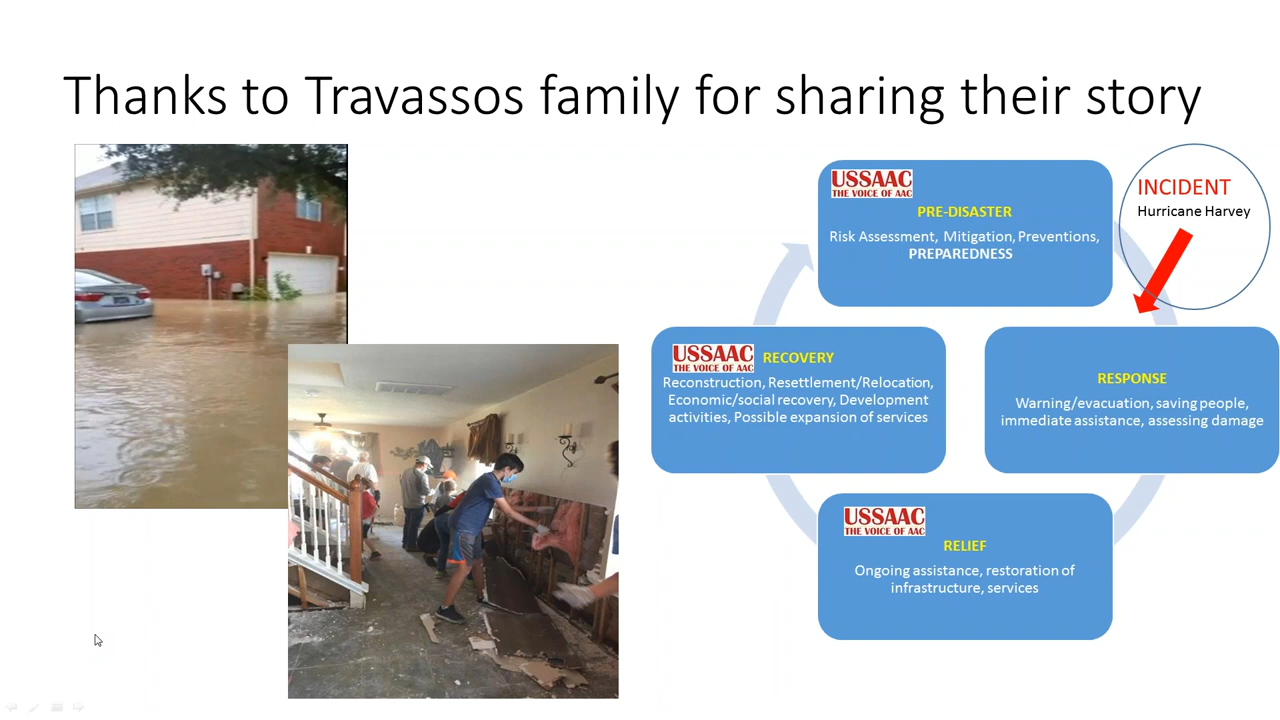 Thanks to Travassos family for sharing their story
USSAAC
THE VOICE OF AAC
PRE-DISASTER
Risk Assessment, Mitigation, Preventions,
PREPAREDNESS
INCIDENT
Hurricane Harvey
USSAAC
THE VOICE OF AAC
RECOVERY
Reconstruction, Resettlement/Relocation,
Economic/social recovery, Development
activities, Possible expansion of services
RESPONSE
Warning/evacuation, saving people,
immediate assistance, assessing damage
USSAAC
THE VOICE OF AAC
RELIEF
Ongoing assistance, restoration of
infrastructure, services